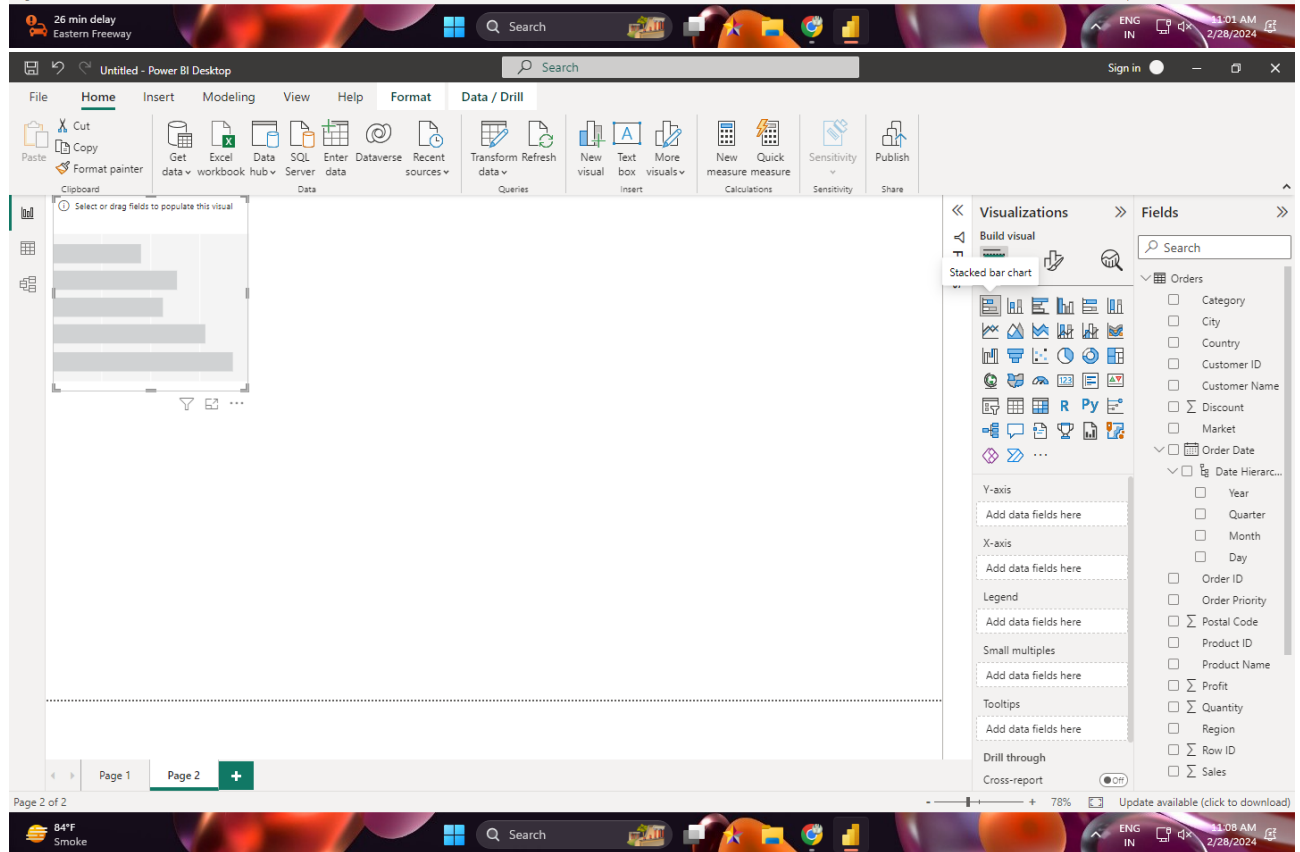 26 min delay
Eastern Freeway
Search
ENG
IN
11:01 AM
2/28/2024
Untitled - Power BI Desktop
Search
Sign in
File Home Insert Modeling View Help Format Data / Drill
Paste
Cut
Copy
Format painter
Get data
Excel workbook
Data hub
SQL Server
Enter data
Dataverse
Recent sources
Transform data
Refresh
New visual
Text box
More visuals
New measure
Quick measure
Sensitivity
Publish
Clipboard
Data
Queries
Insert
Calculations
Sensitivity
Share
Select or drag fields to populate this visual
Visualizations
Build visual
Stacked bar chart
123
R
Py
Y-axis
Add data fields here
X-axis
Add data fields here
Legend
Add data fields here
Small multiples
Add data fields here
Tooltips
Add data fields here
Drill through
Cross-report
Off
Fields
Search
Orders
Category
City
Country
Customer ID
Customer Name
∑ Discount
Market
Order Date
Date Hierarc...
Year
Quarter
Month
Day
Order ID
Order Priority
∑ Postal Code
Product ID
Product Name
∑ Profit
∑ Quantity
Region
∑ Row ID
∑ Sales
Page 1
Page 2
+
Page 2 of 2
- + 78%
Update available (click to download)
84°F
Smoke
Search
ENG
IN
11:08 AM
2/28/2024